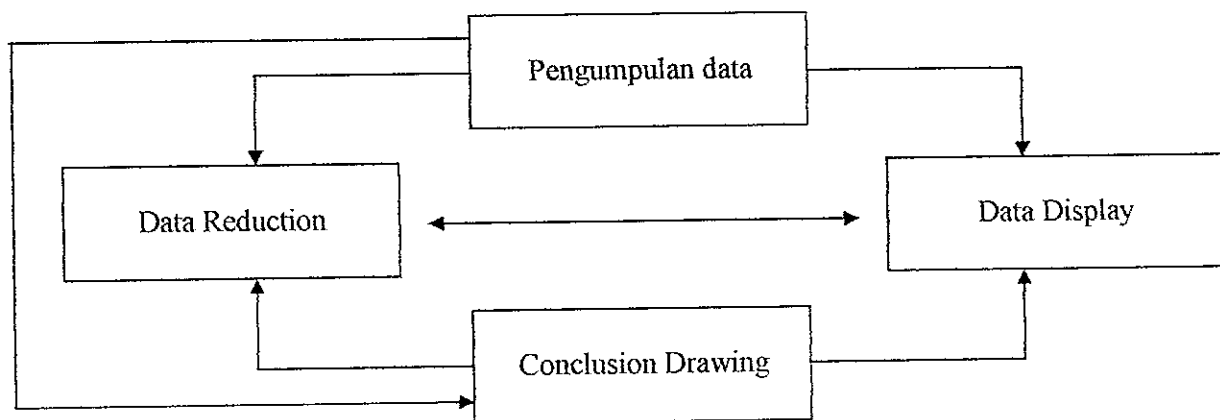 Pengumpulan data
Data Reduction
Data Display
Conclusion Drawing